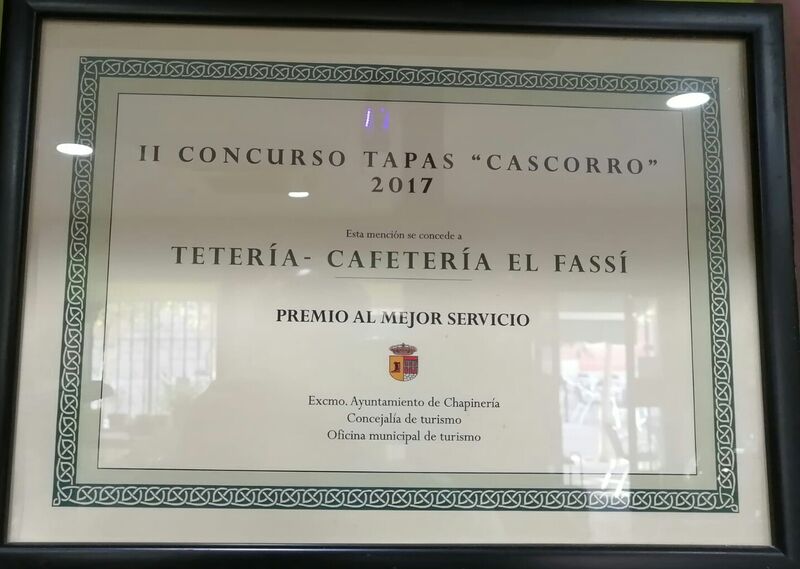 II CONCURSO TAPAS “CASCORRO”
2017
Esta mención se concede a
TETERÍA- CAFETERÍA EL FASSÍ
PREMIO AL MEJOR SERVICIO
Excmo. Ayuntamiento de Chapinería
Concejalía de turismo
Oficina municipal de turismo